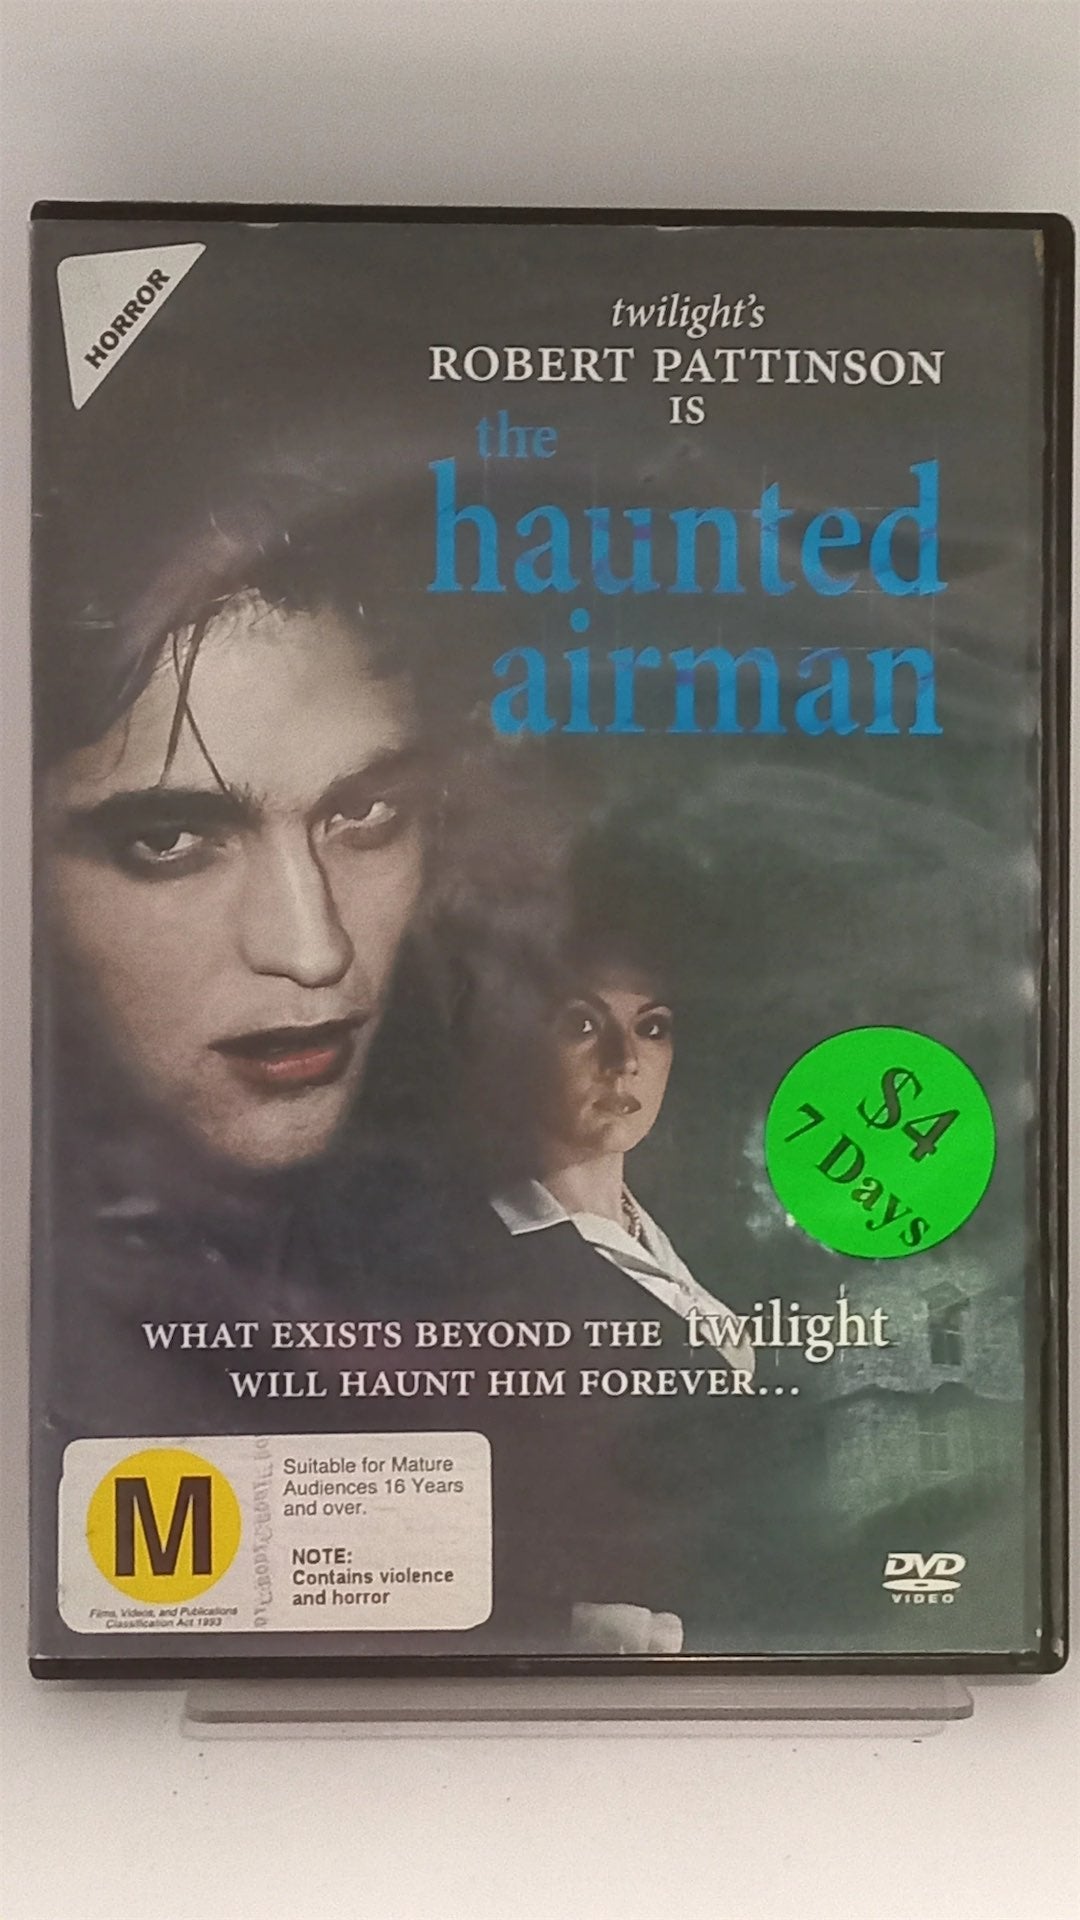 HORROR
twilight's
ROBERT PATTINSON
IS
the
haunted
airman
$4
7 Days
WHAT EXISTS BEYOND THE twilight
WILL HAUNT HIM FOREVER...
M
Suitable for Mature
Audiences 16 Years
and over.
NOTE:
Contains violence
and horror
Films, Videos, and Publications
Classification Act 1993
DVD
VIDEO